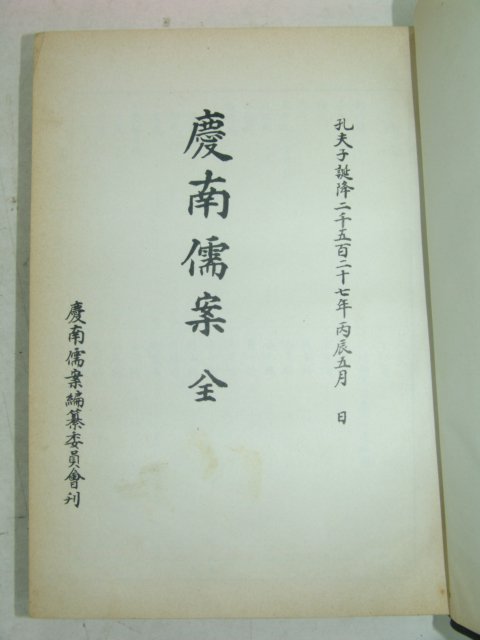 孔夫子誕降二千五百二十七年 丙辰五月 日
慶南儒案 全
慶南儒案編纂委員會刊